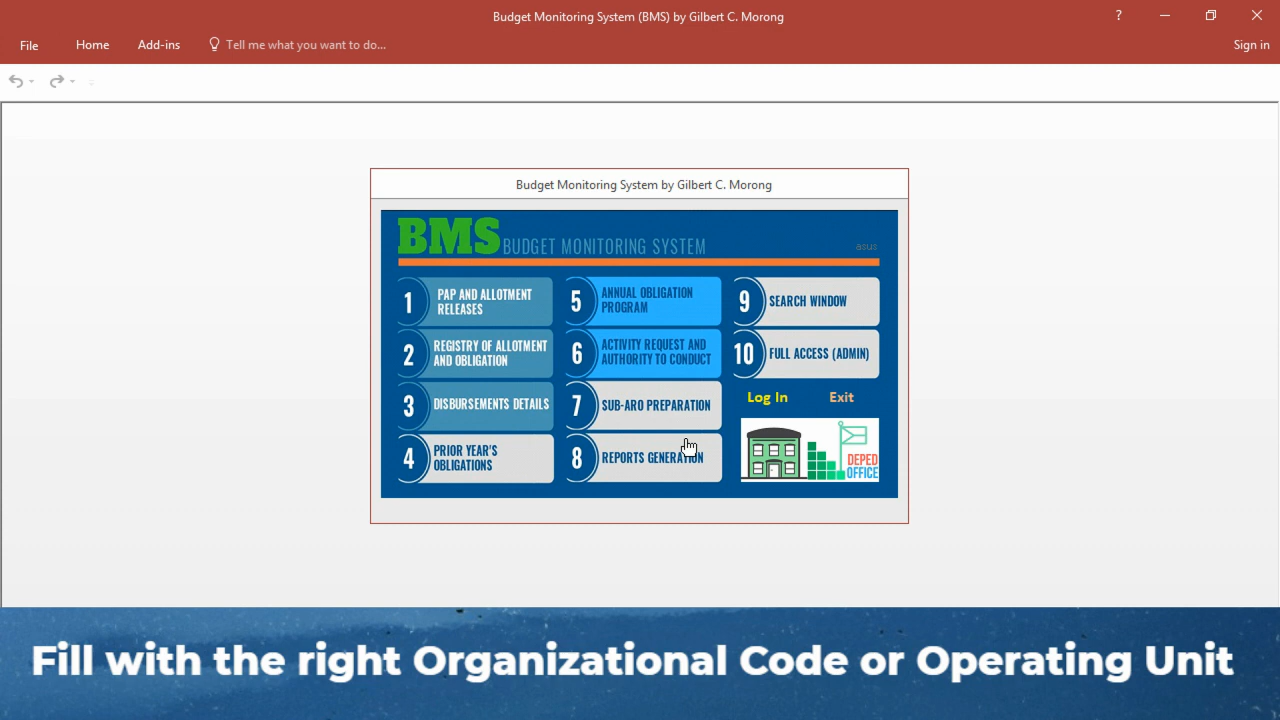 Budget Monitoring System (BMS) by Gilbert C. Morong
?
File Home Add-ins Tell me what you want to do... Sign in
Budget Monitoring System by Gilbert C. Morong
BMS BUDGET MONITORING SYSTEM
asus
1 PAP AND ALLOTMENT
RELEASES
2 REGISTRY OF ALLOTMENT
AND OBLIGATION
3 DISBURSEMENTS DETAILS
4 PRIOR YEAR'S
OBLIGATIONS
5 ANNUAL OBLIGATION
PROGRAM
6 ACTIVITY REQUEST AND
AUTHORITY TO CONDUCT
7 SUB-ARO PREPARATION
8 REPORTS GENERATION
9 SEARCH WINDOW
10 FULL ACCESS (ADMIN)
Log In Exit
DEPED
OFFICE
Fill with the right Organizational Code or Operating Unit